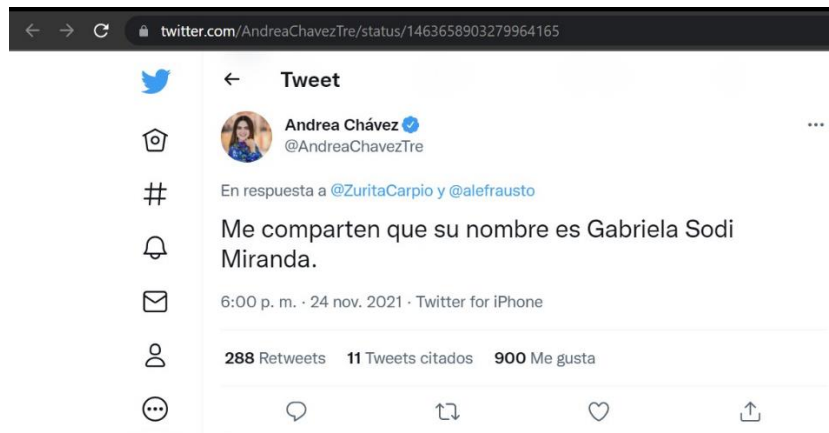 twitter.com/AndreaChavezTre/status/1463658903279964165
Tweet
Andrea Chávez
@AndreaChavezTre
En respuesta a @ZuritaCarpio y @alefrausto
Me comparten que su nombre es Gabriela Sodi
Miranda.
6:00 p. m. · 24 nov. 2021 · Twitter for iPhone
288 Retweets 11 Tweets citados 900 Me gusta